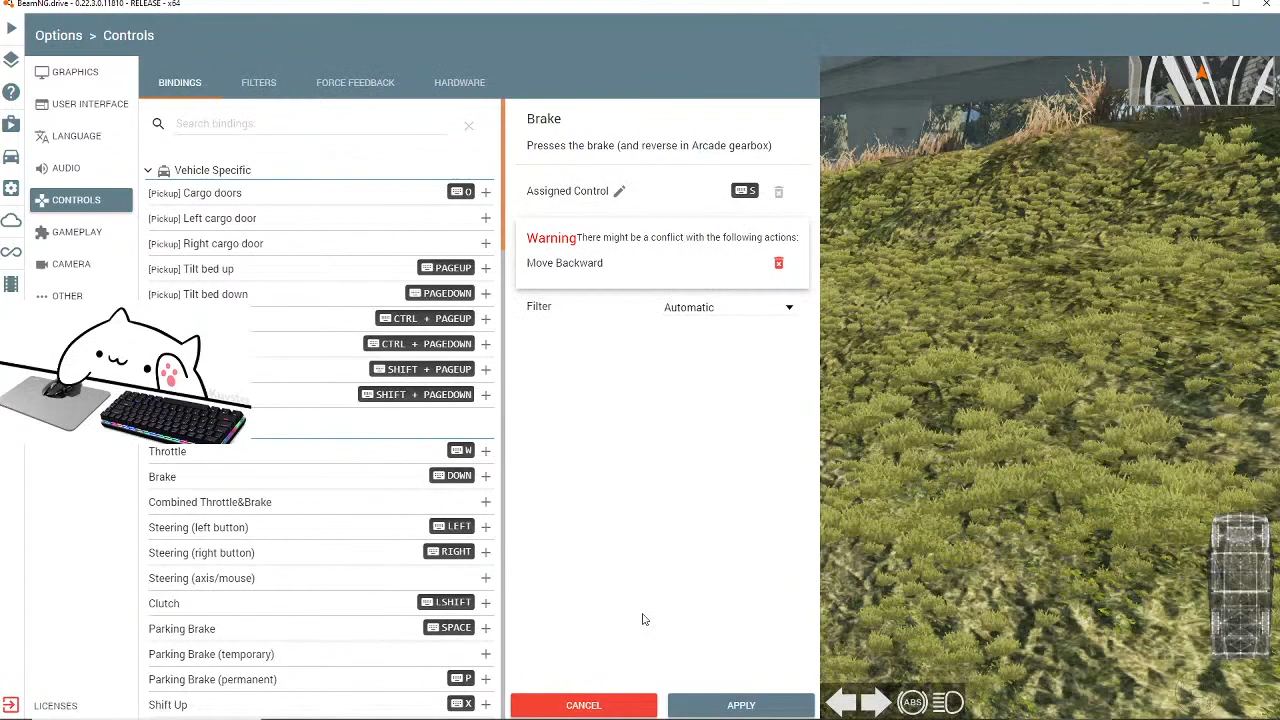 BeamNG.drive - 0.22.3.0.11810 - RELEASE - x64
Options > Controls
GRAPHICS
USER INTERFACE
LANGUAGE
AUDIO
CONTROLS
GAMEPLAY
CAMERA
OTHER
LICENSES
BINDINGS FILTERS FORCE FEEDBACK HARDWARE
Search bindings:
Vehicle Specific
[Pickup] Cargo doors O +
[Pickup] Left cargo door +
[Pickup] Right cargo door +
[Pickup] Tilt bed up PAGEUP +
[Pickup] Tilt bed down PAGEDOWN +
CTRL + PAGEUP +
CTRL + PAGEDOWN +
SHIFT + PAGEUP +
SHIFT + PAGEDOWN +
Throttle W +
Brake DOWN +
Combined Throttle&Brake +
Steering (left button) LEFT +
Steering (right button) RIGHT +
Steering (axis/mouse) +
Clutch LSHIFT +
Parking Brake SPACE +
Parking Brake (temporary) +
Parking Brake (permanent) P +
Shift Up X +
Brake
Presses the brake (and reverse in Arcade gearbox)
Assigned Control S
Warning There might be a conflict with the following actions:
Move Backward
Filter Automatic
CANCEL APPLY
ABS